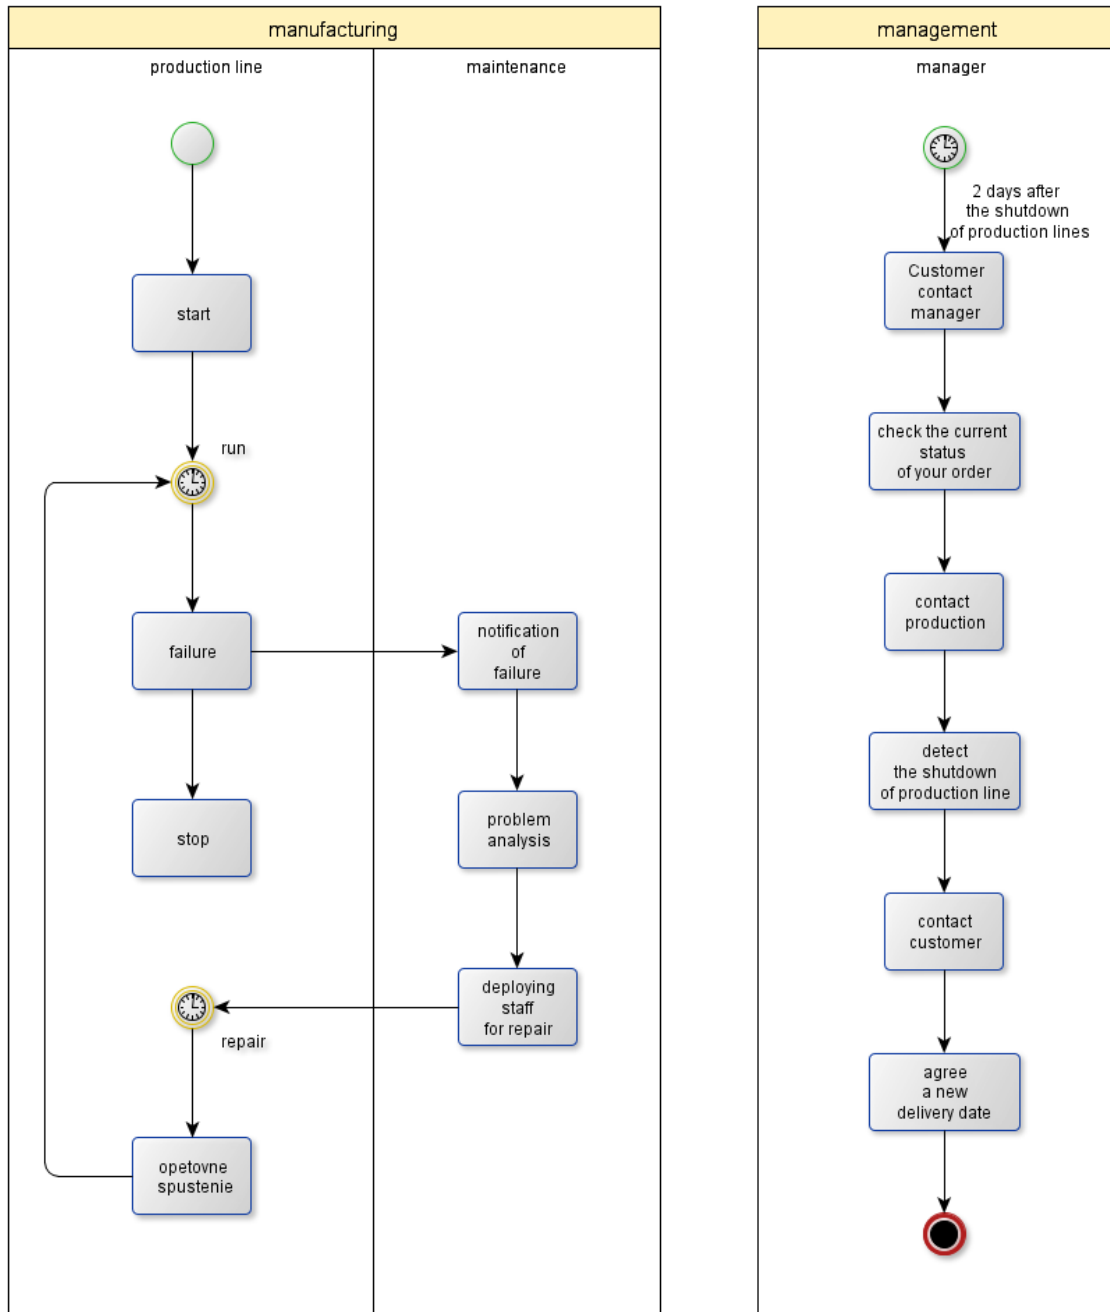 manufacturing
production line
maintenance
start
run
failure
stop
repair
opetovne
spustenie
notification
of
failure
problem
analysis
deploying
staff
for repair
management
manager
2 days after
the shutdown
of production lines
Customer
contact
manager
check the current
status
of your order
contact
production
detect
the shutdown
of production line
contact
customer
agree
a new
delivery date